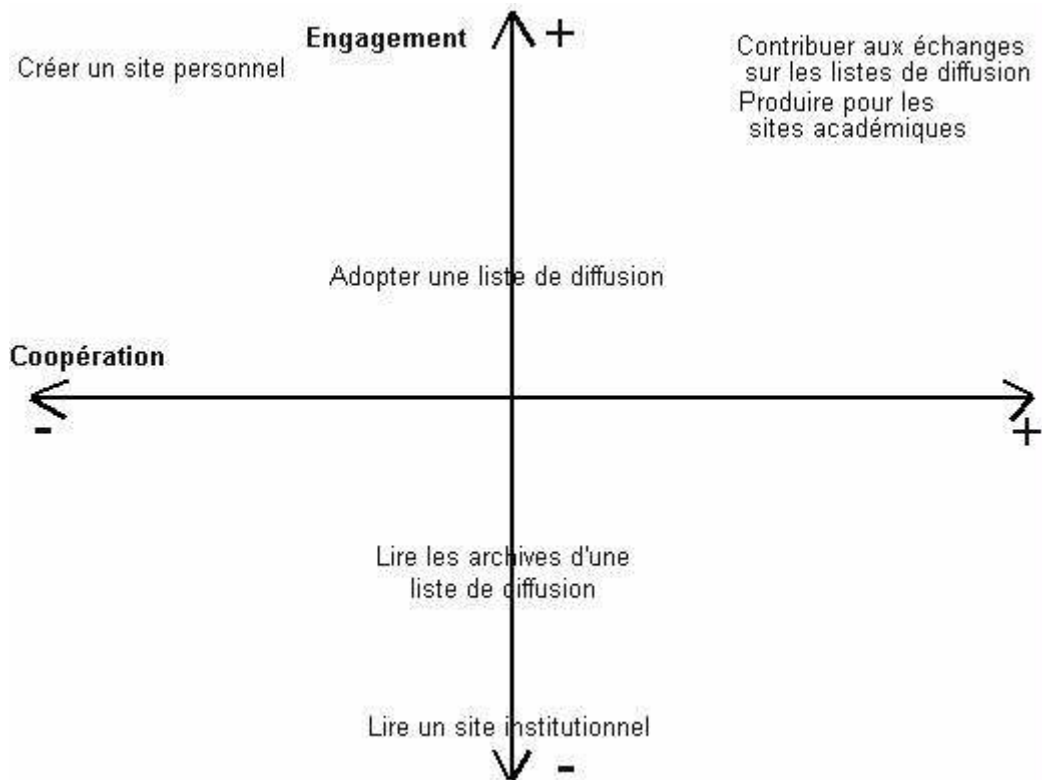 Engagement
+
Créer un site personnel
Contribuer aux échanges
sur les listes de diffusion
Produire pour les
sites académiques
Adopter une liste de diffusion
Coopération
-
+
Lire les archives d'une
liste de diffusion
Lire un site institutionnel
-